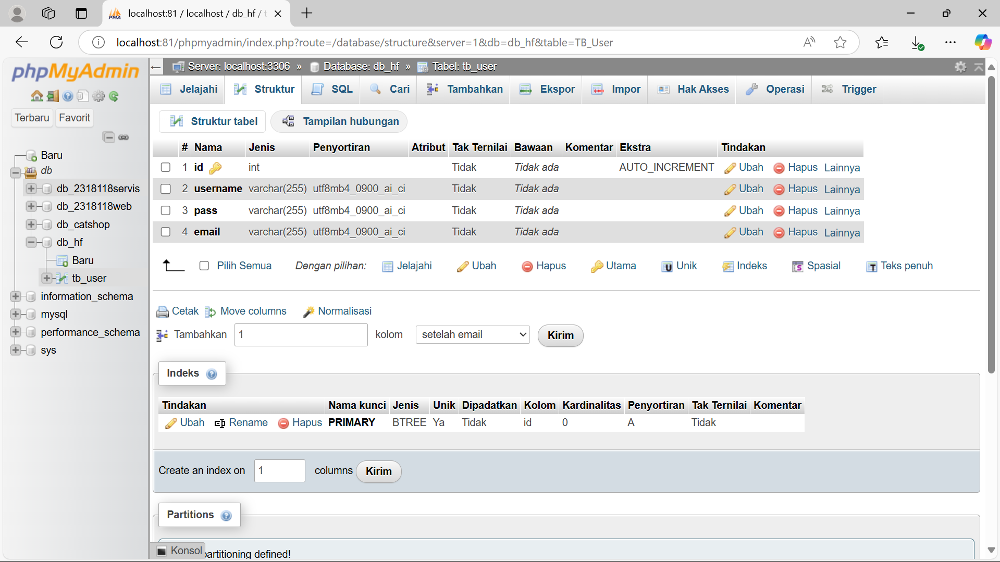 localhost:81 / localhost / db_hf / t
localhost:81/phpmyadmin/index.php?route=/database/structure&server=1&db=db_hf&table=TB_User
phpMyAdmin
Terbaru Favorit
Baru
db
db_2318118servis
db_2318118web
db_catshop
db_hf
Baru
tb_user
information_schema
mysql
performance_schema
sys
Server: localhost:3306 » Database: db_hf » Tabel: tb_user
Jelajahi Struktur SQL Cari Tambahkan Ekspor Impor Hak Akses Operasi Trigger
Struktur tabel Tampilan hubungan
# Nama Jenis Penyortiran Atribut Tak Ternilai Bawaan Komentar Ekstra Tindakan
1 id int Tidak Tidak ada AUTO_INCREMENT Ubah Hapus Lainnya
2 username varchar(255) utf8mb4_0900_ai_ci Tidak Tidak ada Ubah Hapus Lainnya
3 pass varchar(255) utf8mb4_0900_ai_ci Tidak Tidak ada Ubah Hapus Lainnya
4 email varchar(255) utf8mb4_0900_ai_ci Tidak Tidak ada Ubah Hapus Lainnya
Pilih Semua Dengan pilihan: Jelajahi Ubah Hapus Utama Unik Indeks Spasial Teks penuh
Cetak Move columns Normalisasi
Tambahkan 1 kolom setelah email Kirim
Indeks
Tindakan Nama kunci Jenis Unik Dipadatkan Kolom Kardinalitas Penyortiran Tak Ternilai Komentar
Ubah Rename Hapus PRIMARY BTREE Ya Tidak id 0 A Tidak
Create an index on 1 columns Kirim
Partitions
Konsol partitioning defined!